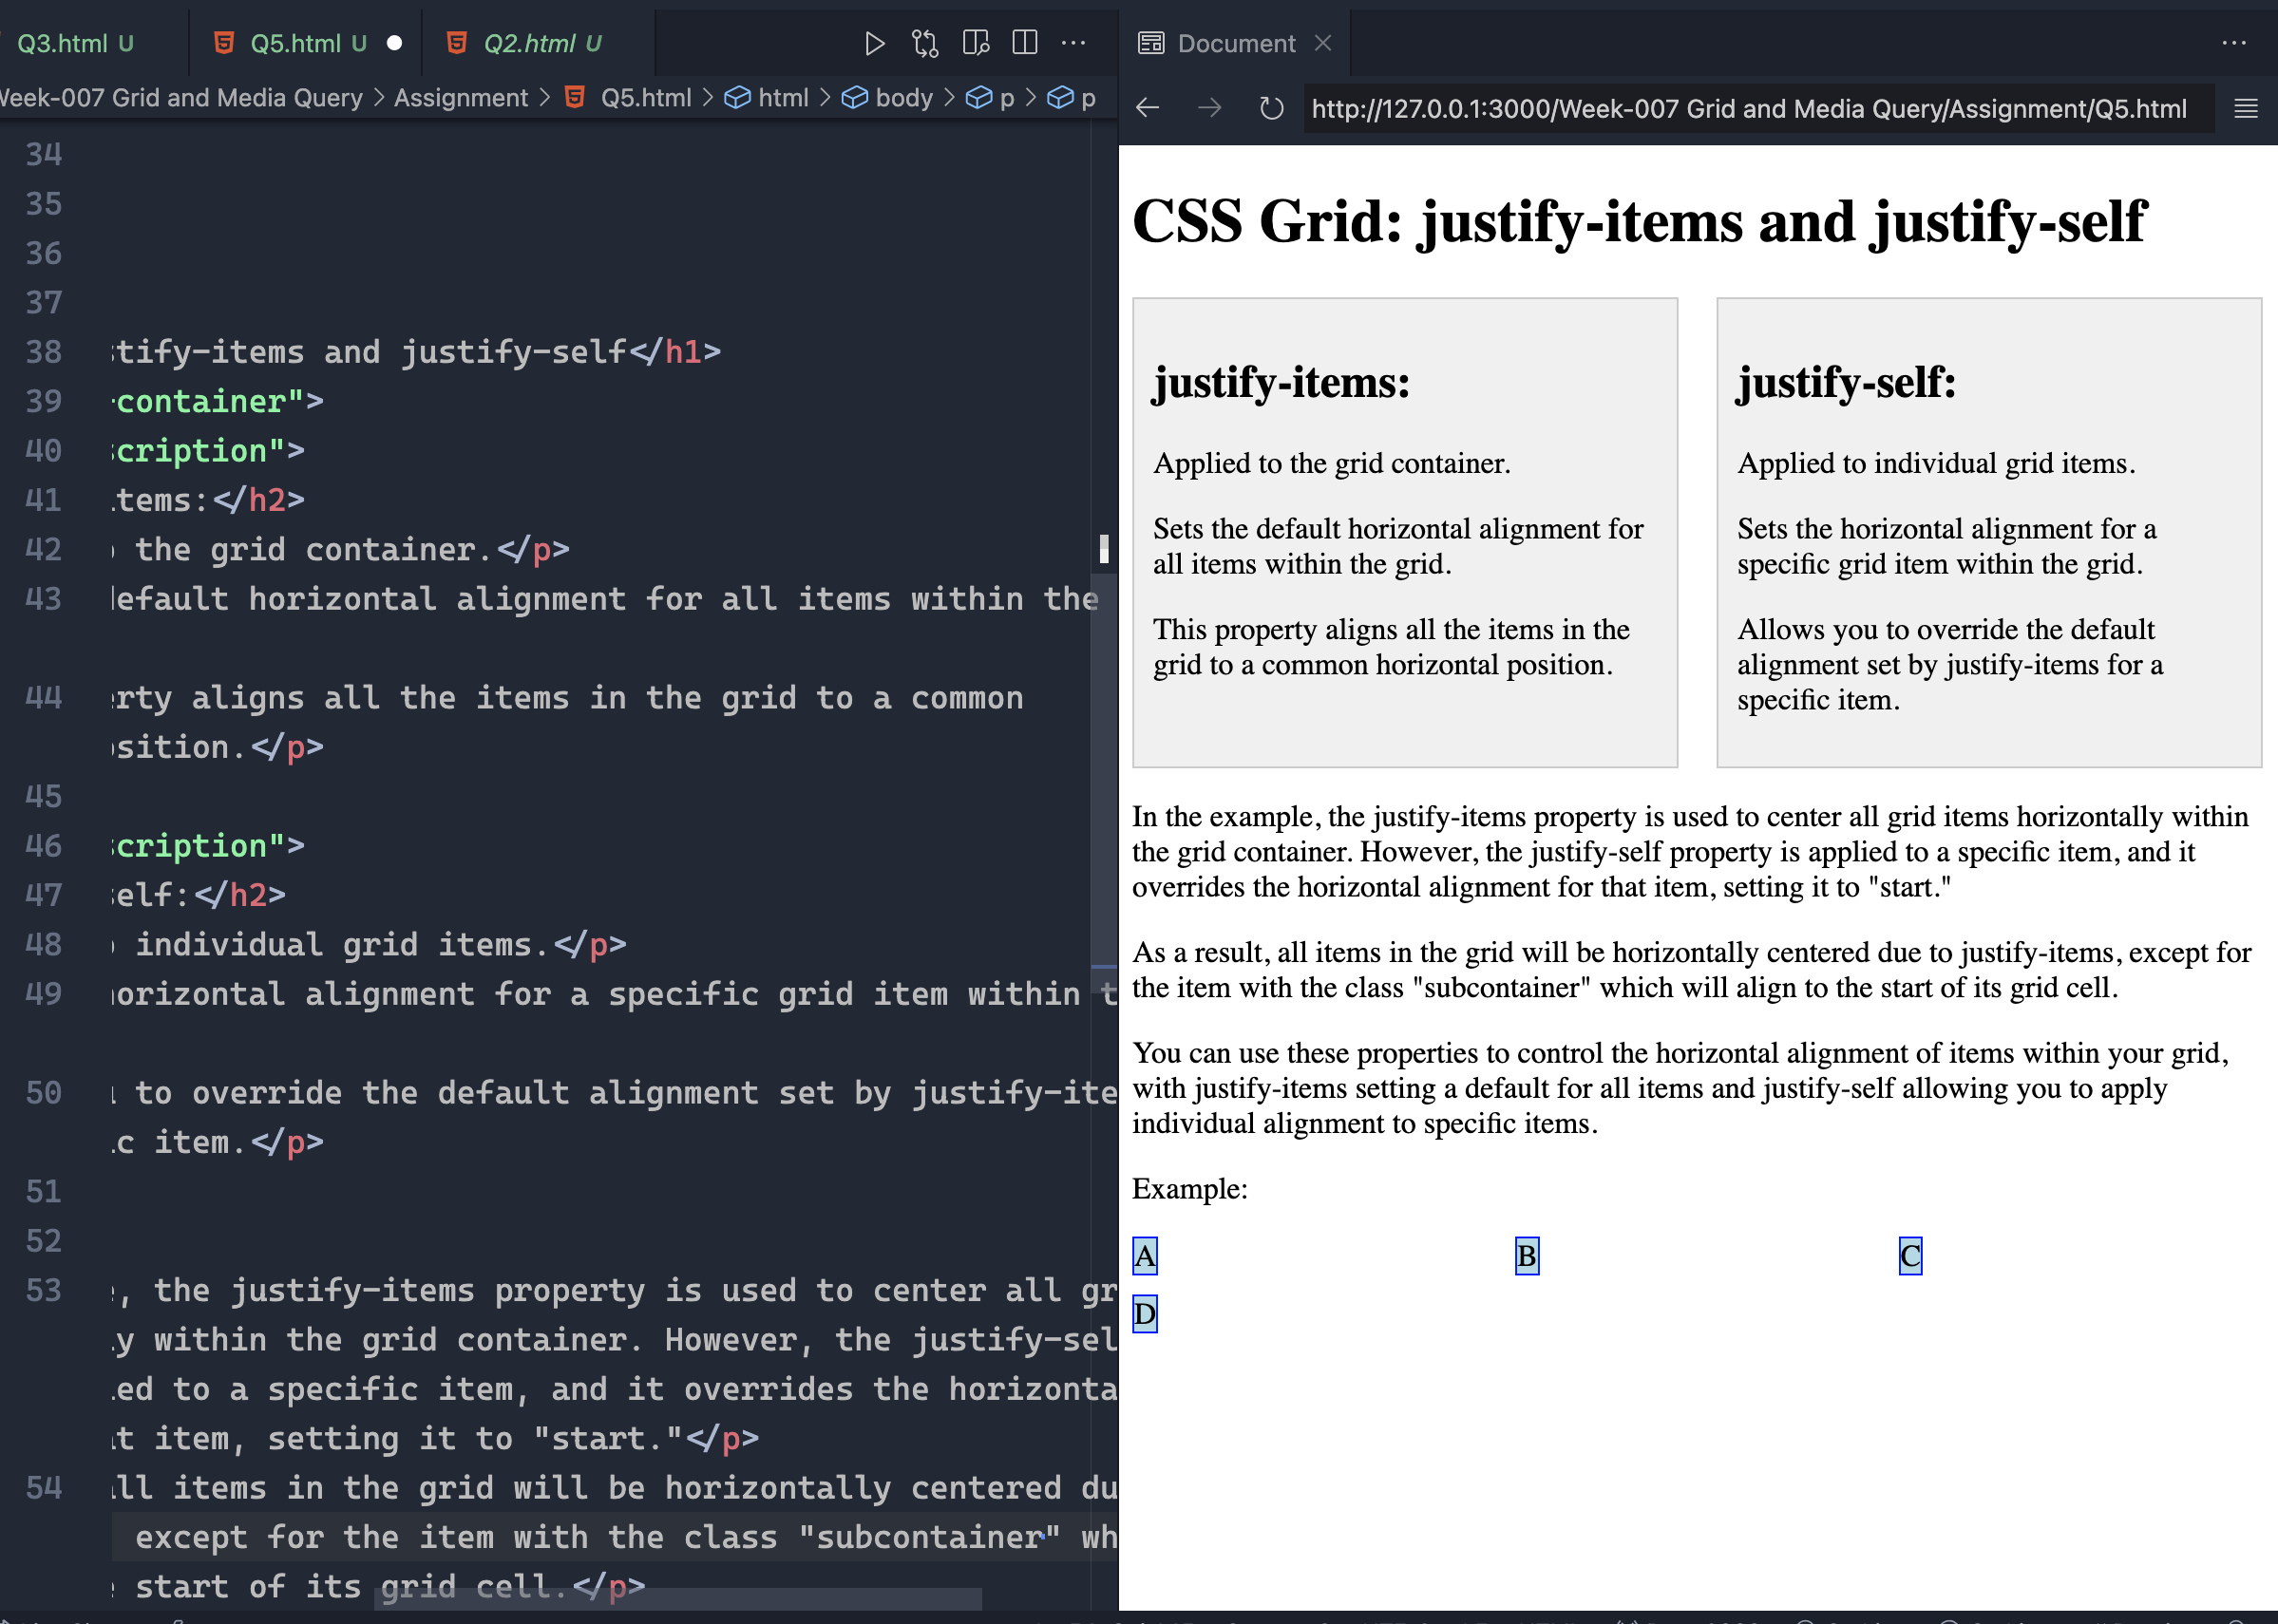 Q3.html U
Q5.html U
Q2.html U
Document
Week-007 Grid and Media Query > Assignment > Q5.html > html > body > p > p
http://127.0.0.1:3000/Week-007 Grid and Media Query/Assignment/Q5.html
34
35
36
37
38 stify-items and justify-self</h1>
39 -container">
40 scription">
41 tems:</h2>
42 the grid container.</p>
43 default horizontal alignment for all items within the
44 rty aligns all the items in the grid to a common
osition.</p>
45
46 scription">
47 self:</h2>
48 individual grid items.</p>
49 horizontal alignment for a specific grid item within t
50 to override the default alignment set by justify-ite
ic item.</p>
51
52
53 e, the justify-items property is used to center all gr
ly within the grid container. However, the justify-sel
ied to a specific item, and it overrides the horizonta
at item, setting it to "start."</p>
54 all items in the grid will be horizontally centered du
except for the item with the class "subcontainer" wh
start of its grid cell.</p>
CSS Grid: justify-items and justify-self
justify-items:
Applied to the grid container.
Sets the default horizontal alignment for
all items within the grid.
This property aligns all the items in the
grid to a common horizontal position.
justify-self:
Applied to individual grid items.
Sets the horizontal alignment for a
specific grid item within the grid.
Allows you to override the default
alignment set by justify-items for a
specific item.
In the example, the justify-items property is used to center all grid items horizontally within
the grid container. However, the justify-self property is applied to a specific item, and it
overrides the horizontal alignment for that item, setting it to "start."
As a result, all items in the grid will be horizontally centered due to justify-items, except for
the item with the class "subcontainer" which will align to the start of its grid cell.
You can use these properties to control the horizontal alignment of items within your grid,
with justify-items setting a default for all items and justify-self allowing you to apply
individual alignment to specific items.
Example:
A B C
D